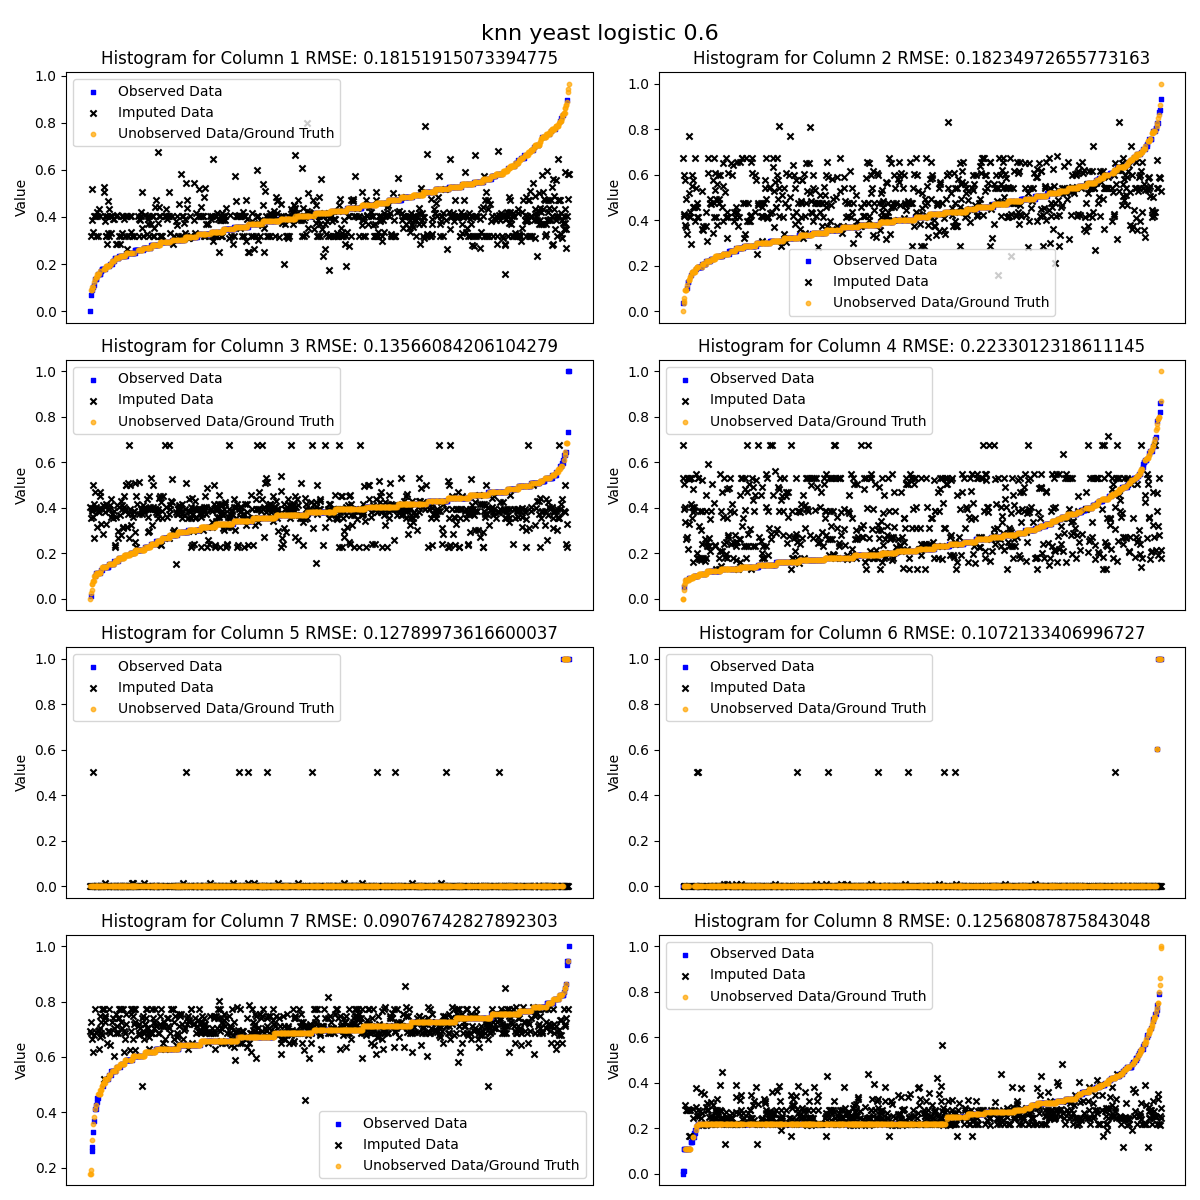 knn yeast logistic 0.6
Histogram for Column 1 RMSE: 0.18151915073394775
Histogram for Column 2 RMSE: 0.18234972655773163
Value
1.0
0.8
0.6
0.4
0.2
0.0
Observed Data
Imputed Data
Unobserved Data/Ground Truth
Value
1.0
0.8
0.6
0.4
0.2
0.0
Observed Data
Imputed Data
Unobserved Data/Ground Truth
Histogram for Column 3 RMSE: 0.13566084206104279
Histogram for Column 4 RMSE: 0.2233012318611145
Value
1.0
0.8
0.6
0.4
0.2
0.0
Observed Data
Imputed Data
Unobserved Data/Ground Truth
Value
1.0
0.8
0.6
0.4
0.2
0.0
Observed Data
Imputed Data
Unobserved Data/Ground Truth
Histogram for Column 5 RMSE: 0.12789973616600037
Histogram for Column 6 RMSE: 0.1072133406996727
Value
1.0
0.8
0.6
0.4
0.2
0.0
Observed Data
Imputed Data
Unobserved Data/Ground Truth
Value
1.0
0.8
0.6
0.4
0.2
0.0
Observed Data
Imputed Data
Unobserved Data/Ground Truth
Histogram for Column 7 RMSE: 0.09076742827892303
Histogram for Column 8 RMSE: 0.12568087875843048
Value
1.0
0.8
0.6
0.4
0.2
Observed Data
Imputed Data
Unobserved Data/Ground Truth
Value
1.0
0.8
0.6
0.4
0.2
0.0
Observed Data
Imputed Data
Unobserved Data/Ground Truth